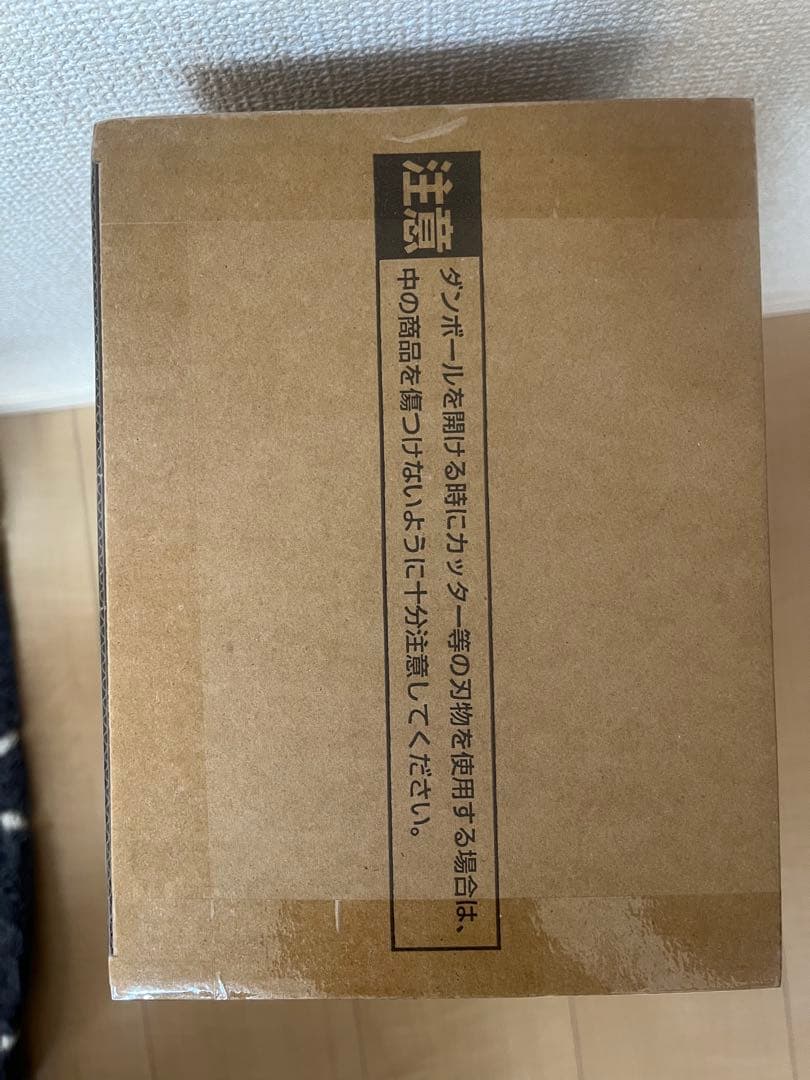 注意
ダンボールを開ける時にカッター等の刃物を使用する場合は、
中の商品を傷つけないように十分注意してください。